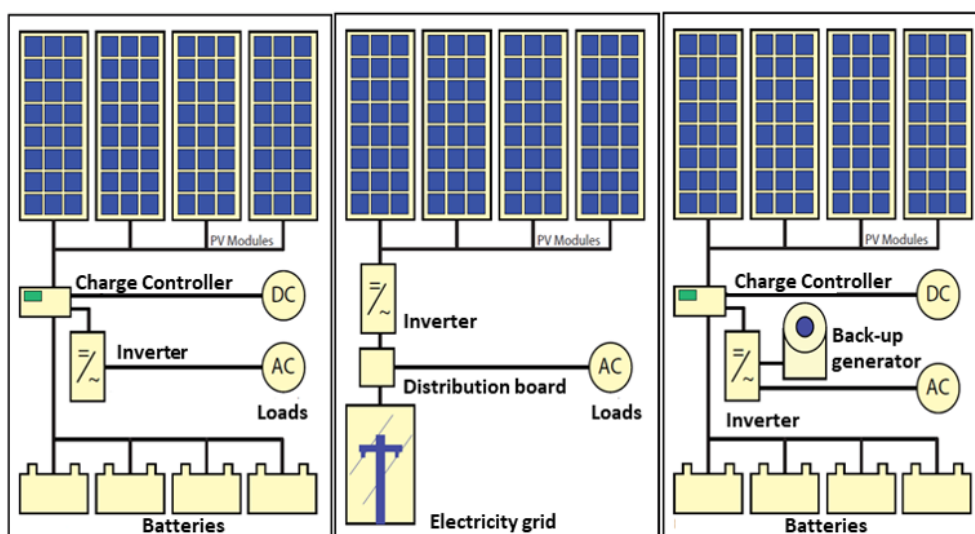 PV Modules
Charge Controller
DC
Inverter
AC
Loads
Batteries
PV Modules
Inverter
Distribution board
AC
Loads
Electricity grid
PV Modules
Charge Controller
DC
Back-up
generator
AC
Inverter
Batteries